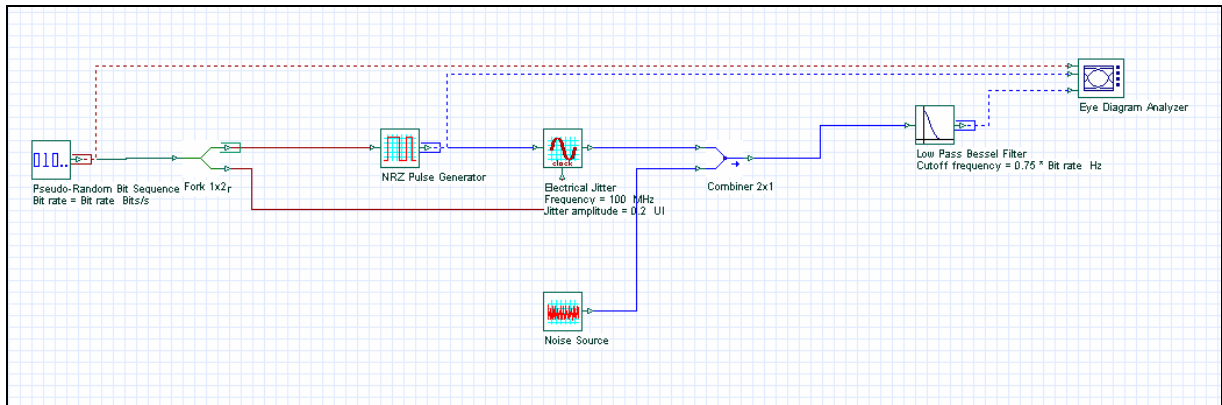 Eye Diagram Analyzer
010..
Pseudo-Random Bit Sequence
Bit rate = Bit rate Bits/s
Fork 1x2
NRZ Pulse Generator
clock
Electrical Jitter
Frequency = 100 MHz
Jitter amplitude = 0.2 UI
Combiner 2x1
Low Pass Bessel Filter
Cutoff frequency = 0.75 * Bit rate Hz
Noise Source